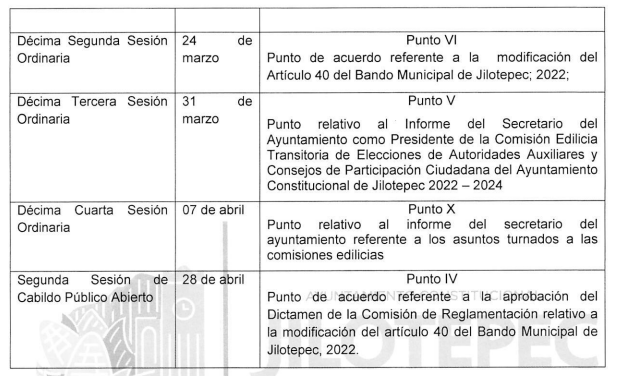 Décima Segunda Sesión Ordinaria | 24 de marzo | Punto VI
Punto de acuerdo referente a la modificación del
Artículo 40 del Bando Municipal de Jilotepec; 2022;
Décima Tercera Sesión Ordinaria | 31 de marzo | Punto V
Punto relativo al Informe del Secretario del
Ayuntamiento como Presidente de la Comisión Edilicia
Transitoria de Elecciones de Autoridades Auxiliares y
Consejos de Participación Ciudadana del Ayuntamiento
Constitucional de Jilotepec 2022 – 2024
Décima Cuarta Sesión Ordinaria | 07 de abril | Punto X
Punto relativo al informe del secretario del
ayuntamiento referente a los asuntos turnados a las
comisiones edilicias
Segunda Sesión de Cabildo Público Abierto | 28 de abril | Punto IV
Punto de acuerdo referente a la aprobación del
Dictamen de la Comisión de Reglamentación relativo a
la modificación del artículo 40 del Bando Municipal de
Jilotepec, 2022.
AYUNTAMIENTO CONSTITUCIONAL
JILOTEPEC